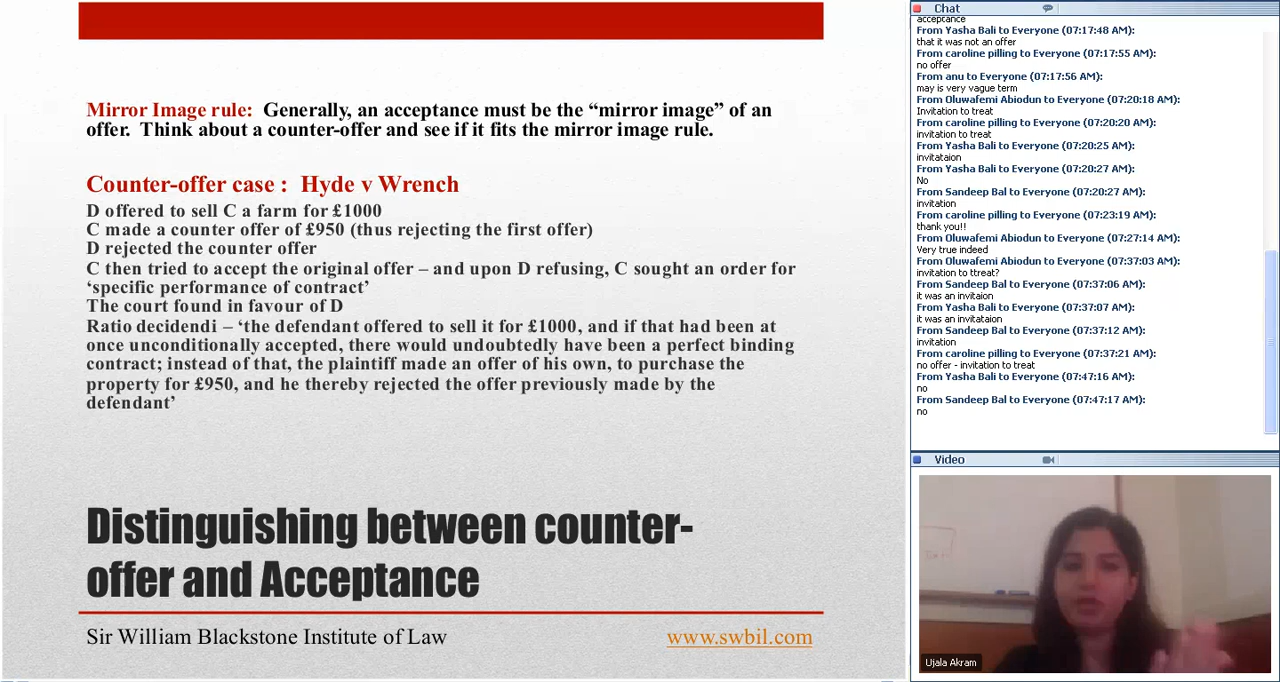 Mirror Image rule:  Generally, an acceptance must be the “mirror image” of an
offer.  Think about a counter-offer and see if it fits the mirror image rule.
Counter-offer case :  Hyde v Wrench
D offered to sell C a farm for £1000
C made a counter offer of £950 (thus rejecting the first offer)
D rejected the counter offer
C then tried to accept the original offer – and upon D refusing, C sought an order for
‘specific performance of contract’
The court found in favour of D
Ratio decidendi – ‘the defendant offered to sell it for £1000, and if that had been at
once unconditionally accepted, there would undoubtedly have been a perfect binding
contract; instead of that, the plaintiff made an offer of his own, to purchase the
property for £950, and he thereby rejected the offer previously made by the
defendant’
Distinguishing between counter-
offer and Acceptance
Sir William Blackstone Institute of Law
www.swbil.com
Chat
acceptance
From Yasha Bali to Everyone (07:17:48 AM):
that it was not an offer
From caroline pilling to Everyone (07:17:55 AM):
no offer
From anu to Everyone (07:17:56 AM):
may is very vague term
From Oluwafemi Abiodun to Everyone (07:20:18 AM):
Invitation to treat
From caroline pilling to Everyone (07:20:20 AM):
invitation to treat
From Yasha Bali to Everyone (07:20:25 AM):
invitataion
From Yasha Bali to Everyone (07:20:27 AM):
No
From Sandeep Bal to Everyone (07:20:27 AM):
invitation
From caroline pilling to Everyone (07:23:19 AM):
thank you!!
From Oluwafemi Abiodun to Everyone (07:27:14 AM):
Very true indeed
From Oluwafemi Abiodun to Everyone (07:37:03 AM):
invitation to ttreat?
From Sandeep Bal to Everyone (07:37:06 AM):
it was an invitaion
From Yasha Bali to Everyone (07:37:07 AM):
it was an invitataion
From Sandeep Bal to Everyone (07:37:12 AM):
invitation
From caroline pilling to Everyone (07:37:21 AM):
no offer - invitation to treat
From Yasha Bali to Everyone (07:47:16 AM):
no
From Sandeep Bal to Everyone (07:47:17 AM):
no
Video
Ujala Akram